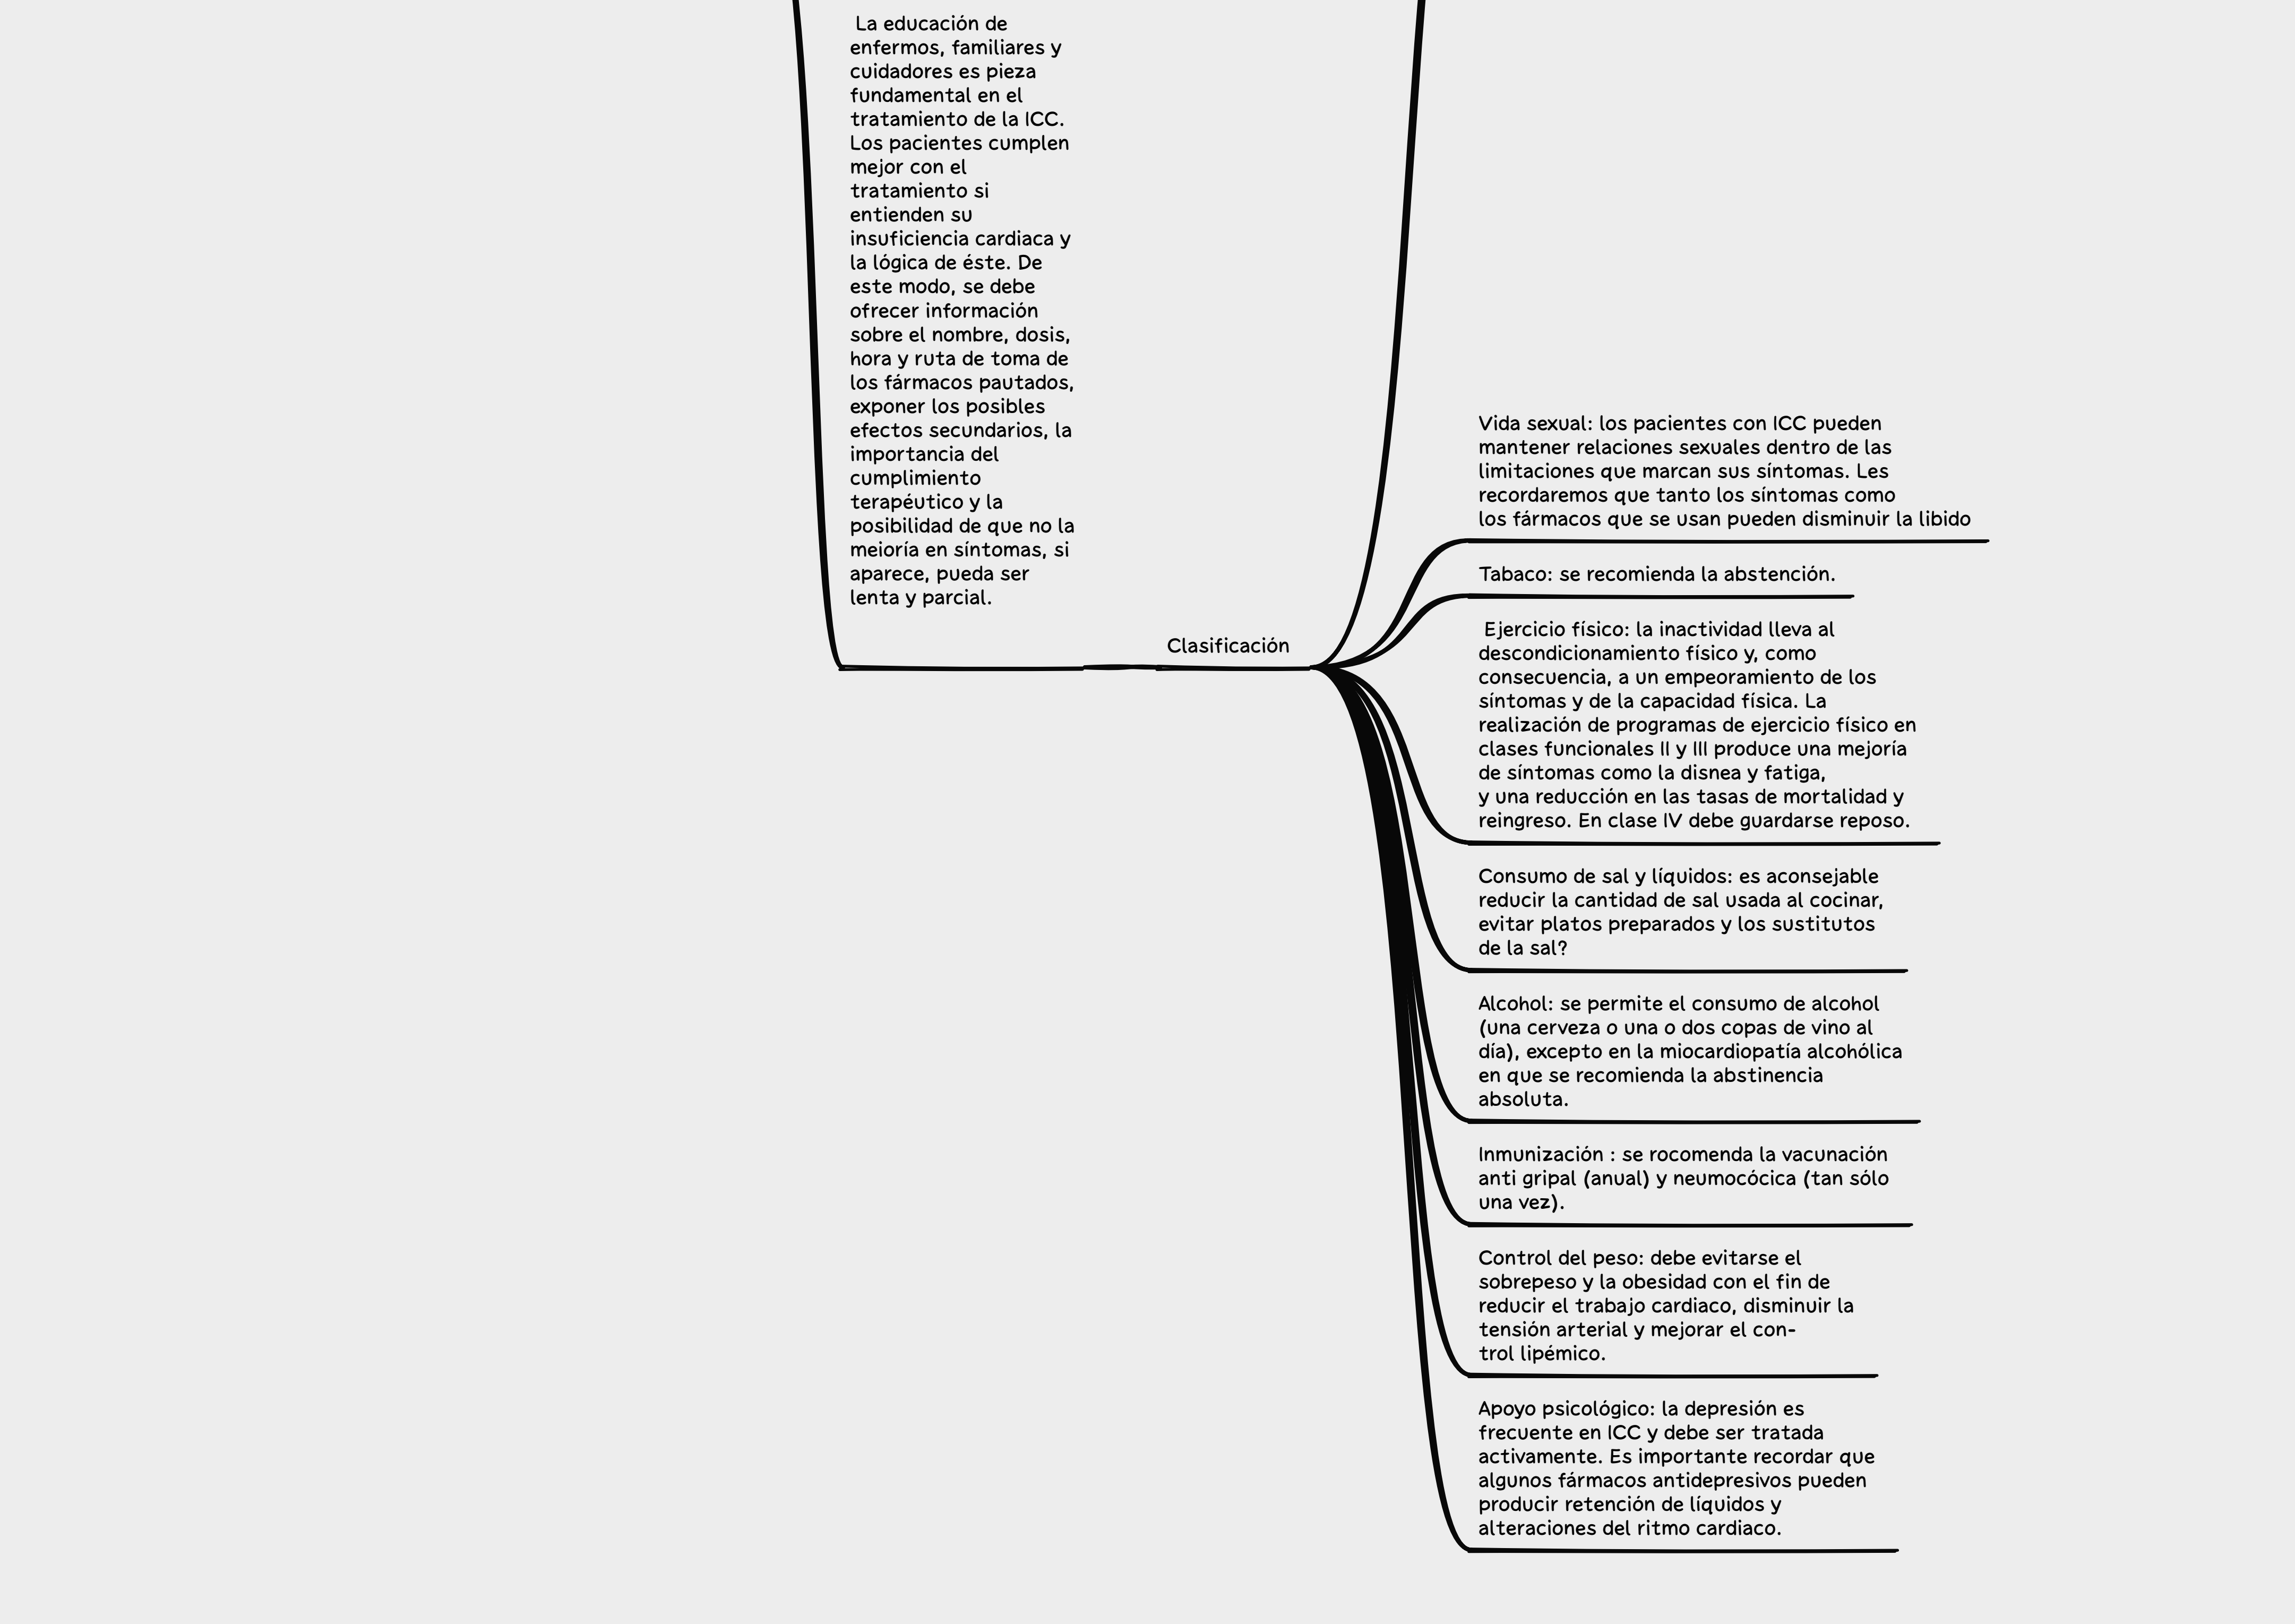 La educación de
enfermos, familiares y
cuidadores es pieza
fundamental en el
tratamiento de la ICC.
Los pacientes cumplen
mejor con el
tratamiento si
entienden su
insuficiencia cardiaca y
la lógica de éste. De
este modo, se debe
ofrecer información
sobre el nombre, dosis,
hora y ruta de toma de
los fármacos pautados,
exponer los posibles
efectos secundarios, la
importancia del
cumplimiento
terapéutico y la
posibilidad de que no la
meioría en síntomas, si
aparece, pueda ser
lenta y parcial.
Clasificación
Vida sexual: los pacientes con ICC pueden
mantener relaciones sexuales dentro de las
limitaciones que marcan sus síntomas. Les
recordaremos que tanto los síntomas como
los fármacos que se usan pueden disminuir la libido
Tabaco: se recomienda la abstención.
Ejercicio físico: la inactividad lleva al
descondicionamiento físico y, como
consecuencia, a un empeoramiento de los
síntomas y de la capacidad física. La
realización de programas de ejercicio físico en
clases funcionales II y III produce una mejoría
de síntomas como la disnea y fatiga,
y una reducción en las tasas de mortalidad y
reingreso. En clase IV debe guardarse reposo.
Consumo de sal y líquidos: es aconsejable
reducir la cantidad de sal usada al cocinar,
evitar platos preparados y los sustitutos
de la sal?
Alcohol: se permite el consumo de alcohol
(una cerveza o una o dos copas de vino al
día), excepto en la miocardiopatía alcohólica
en que se recomienda la abstinencia
absoluta.
Inmunización : se rocomenda la vacunación
anti gripal (anual) y neumocócica (tan sólo
una vez).
Control del peso: debe evitarse el
sobrepeso y la obesidad con el fin de
reducir el trabajo cardiaco, disminuir la
tensión arterial y mejorar el con-
trol lipémico.
Apoyo psicológico: la depresión es
frecuente en ICC y debe ser tratada
activamente. Es importante recordar que
algunos fármacos antidepresivos pueden
producir retención de líquidos y
alteraciones del ritmo cardiaco.